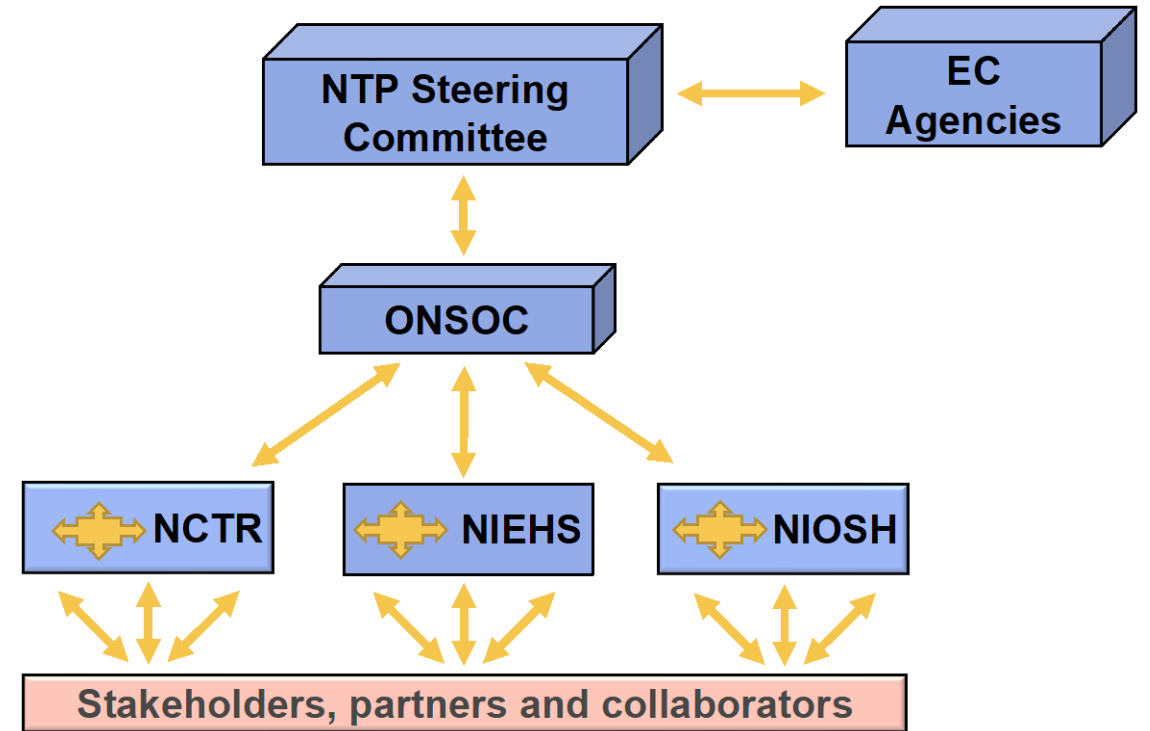 NTP Steering
Committee
EC
Agencies
ONSOC
NCTR
NIEHS
NIOSH
Stakeholders, partners and collaborators